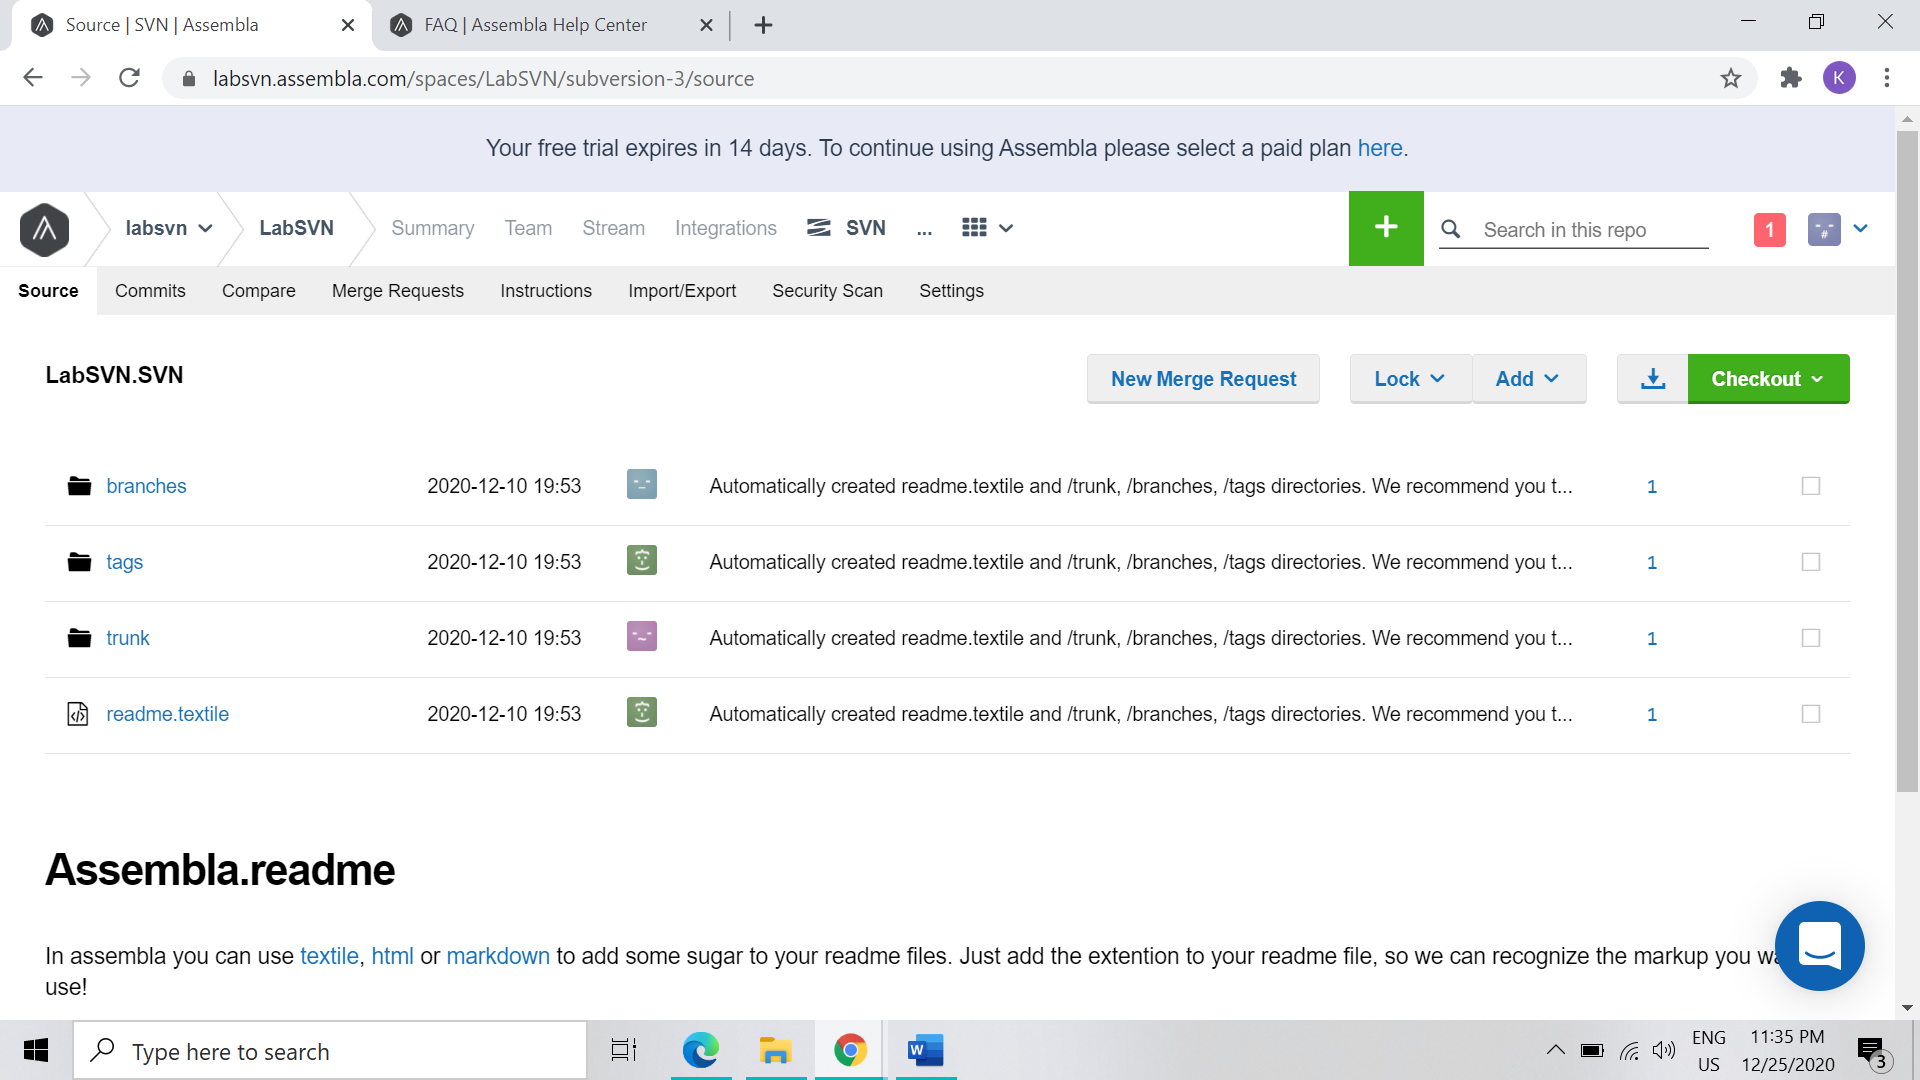 Source | SVN | Assembla
FAQ | Assembla Help Center
labsvn.assembla.com/spaces/LabSVN/subversion-3/source
K
Your free trial expires in 14 days. To continue using Assembla please select a paid plan here.
labsvn
LabSVN
Summary
Team
Stream
Integrations
SVN
...
+
Search in this repo
1
Source
Commits
Compare
Merge Requests
Instructions
Import/Export
Security Scan
Settings
LabSVN.SVN
New Merge Request
Lock
Add
Checkout
branches 2020-12-10 19:53 Automatically created readme.textile and /trunk, /branches, /tags directories. We recommend you t... 1
tags 2020-12-10 19:53 Automatically created readme.textile and /trunk, /branches, /tags directories. We recommend you t... 1
trunk 2020-12-10 19:53 Automatically created readme.textile and /trunk, /branches, /tags directories. We recommend you t... 1
readme.textile 2020-12-10 19:53 Automatically created readme.textile and /trunk, /branches, /tags directories. We recommend you t... 1
Assembla.readme
In assembla you can use textile, html or markdown to add some sugar to your readme files. Just add the extention to your readme file, so we can recognize the markup you
use!
Type here to search
W
ENG
US
11:35 PM
12/25/2020
3